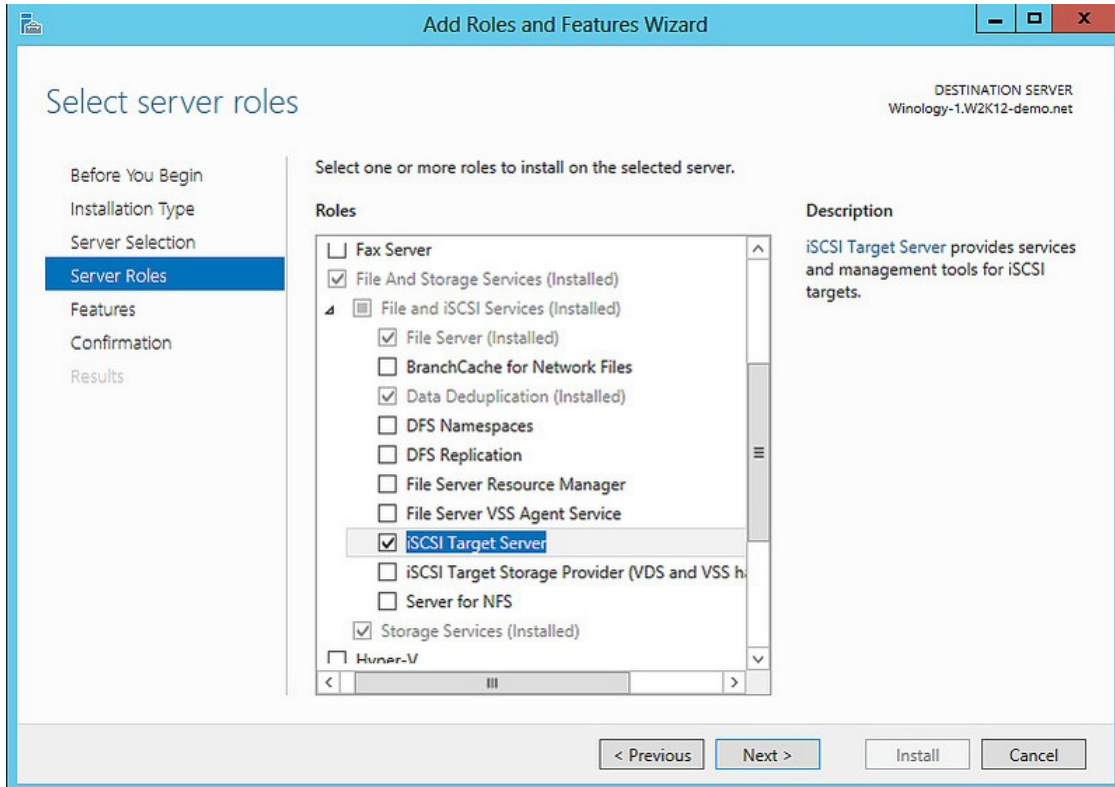 Add Roles and Features Wizard
Select server roles
DESTINATION SERVER
Winology-1.W2K12-demo.net
Before You Begin
Installation Type
Server Selection
Server Roles
Features
Confirmation
Results
Select one or more roles to install on the selected server.
Roles
Fax Server
File And Storage Services (Installed)
File and iSCSI Services (Installed)
File Server (Installed)
BranchCache for Network Files
Data Deduplication (Installed)
DFS Namespaces
DFS Replication
File Server Resource Manager
File Server VSS Agent Service
iSCSI Target Server
iSCSI Target Storage Provider (VDS and VSS ha
Server for NFS
Storage Services (Installed)
Hyper-V
Description
iSCSI Target Server provides services
and management tools for iSCSI
targets.
< Previous
Next >
Install
Cancel